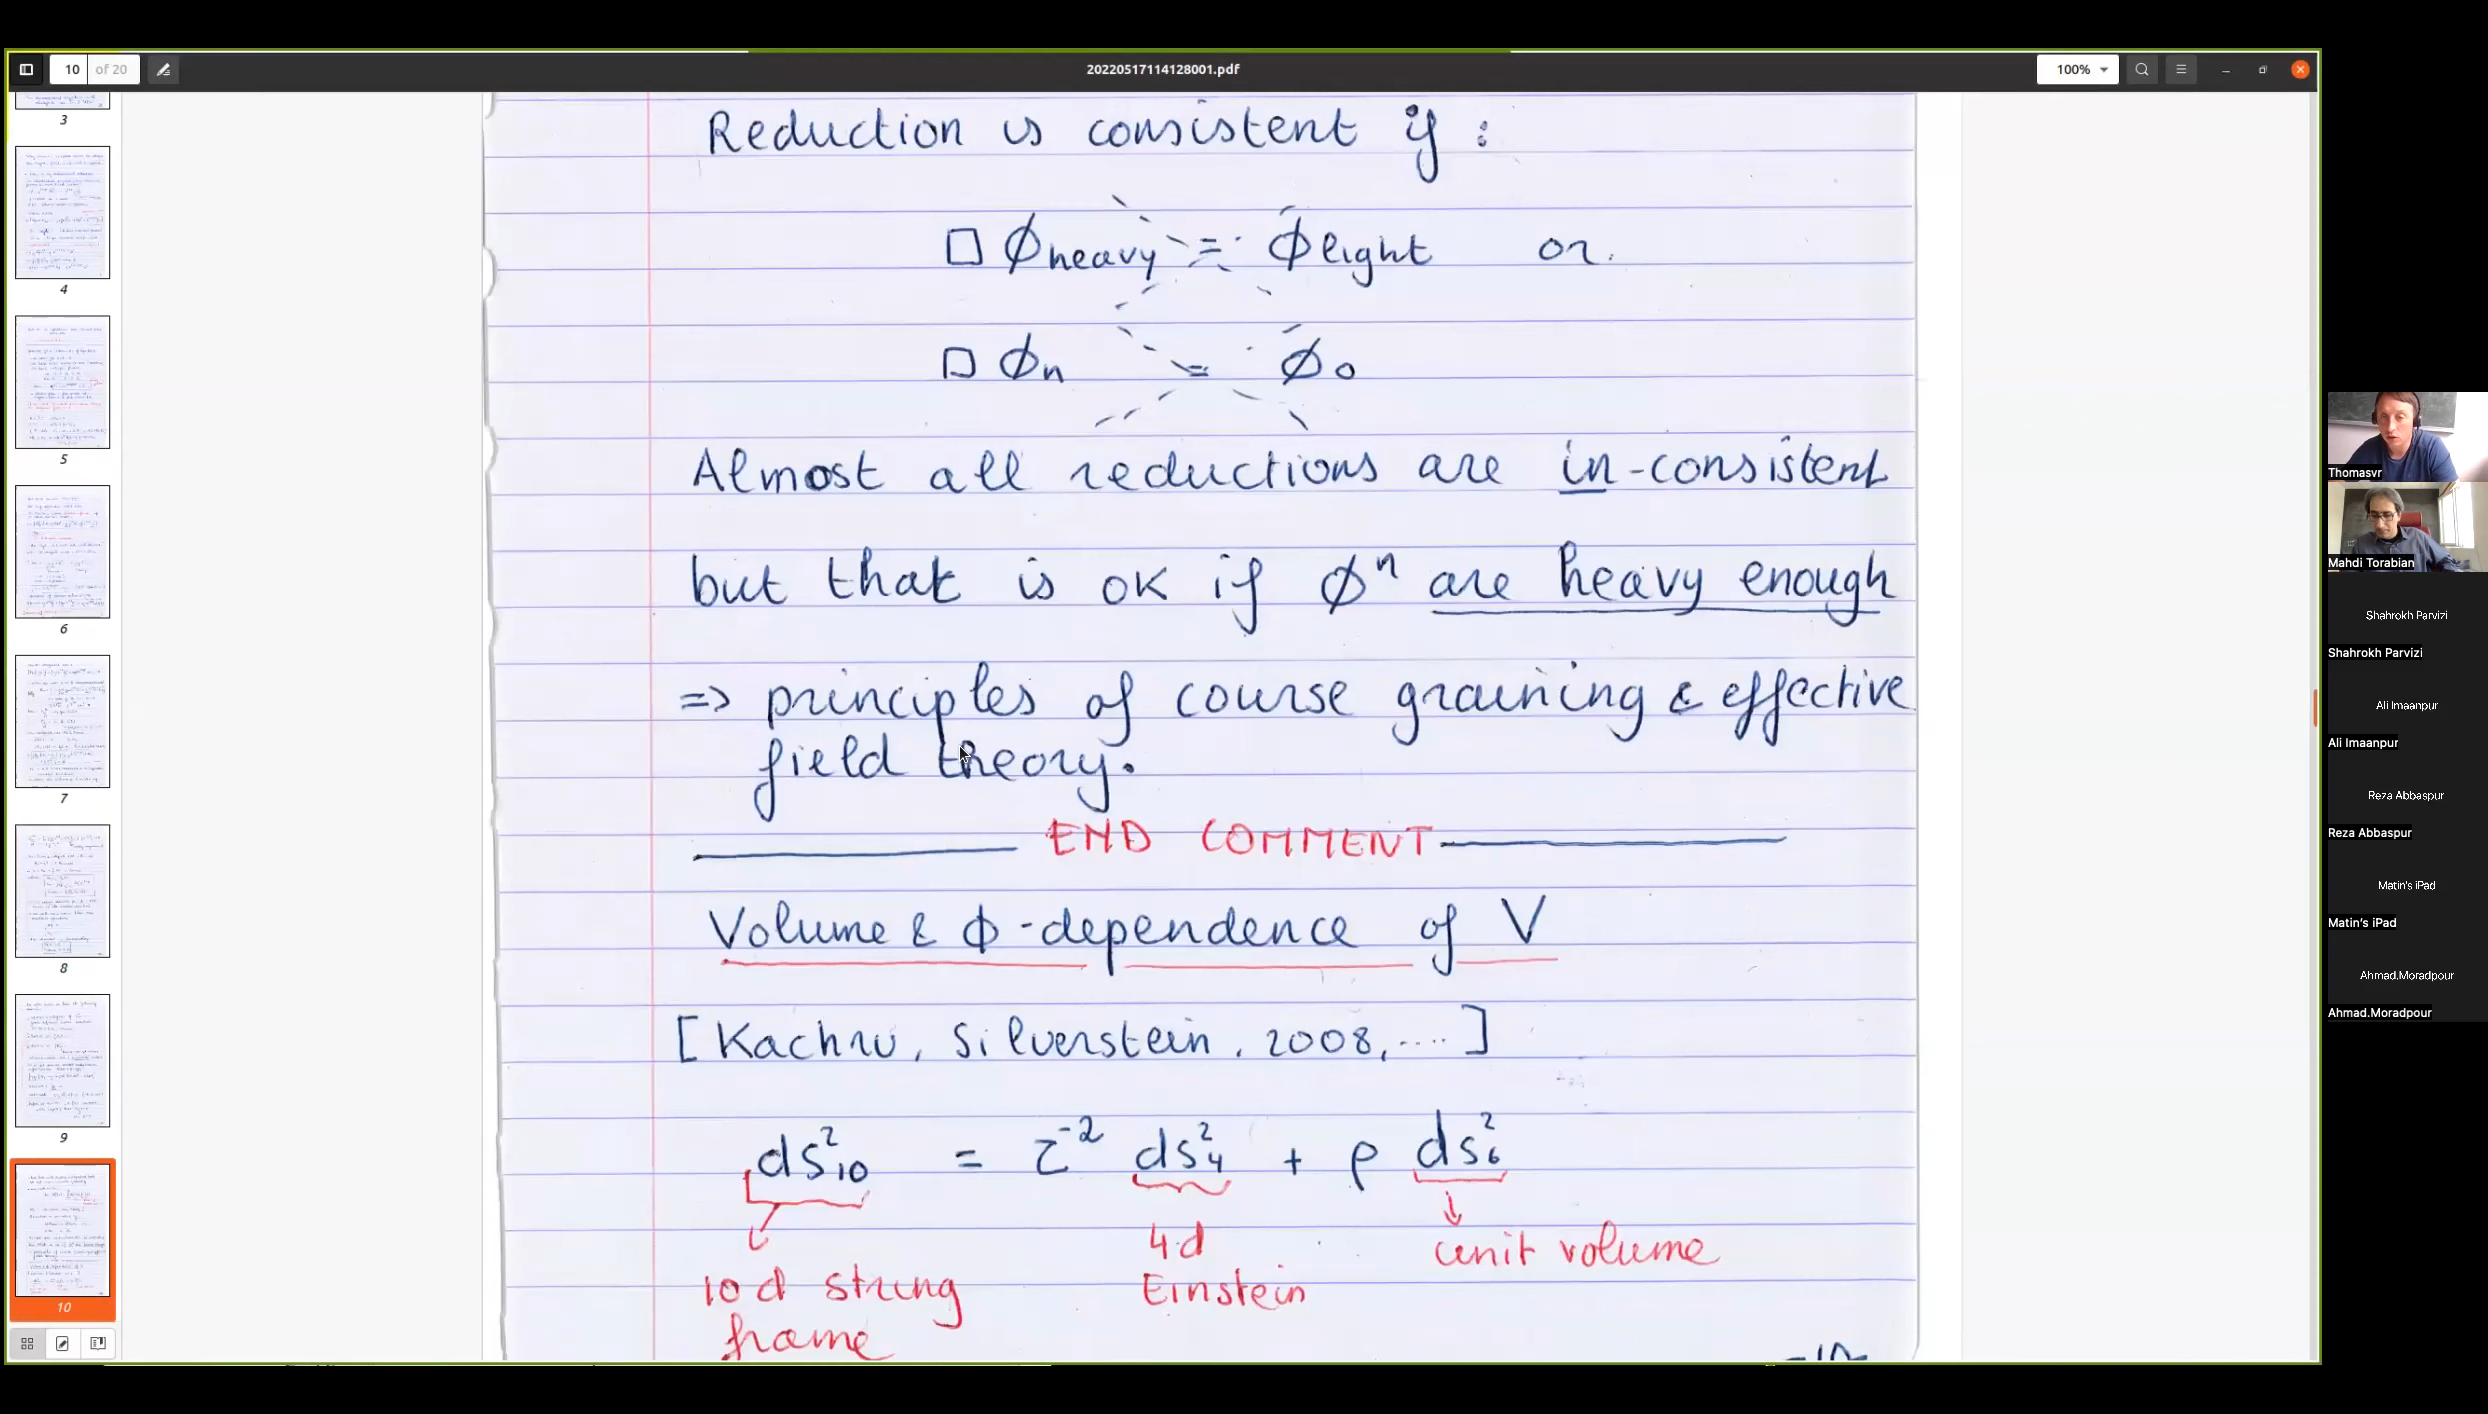 10 of 20
20220517114128001.pdf
100%
3
4
5
6
7
8
9
10
Reduction is consistent if :
□ ϕheavy = ϕlight or
□ ϕn = ϕ0
Almost all reductions are in-consistent
but that is OK if ϕⁿ are heavy enough
=> principles of course graining & effective
field theory.
END COMMENT
Volume & ϕ-dependence of V
[Kachru, Silverstein, 2008, .... ]
ds²₁₀ = τ⁻² ds²₄ + ρ ds²₆
10 d string
frame
4d
Einstein
unit volume
Thomasvr
Mahdi Torabian
Shahrokh Parvizi
Shahrokh Parvizi
Ali Imaanpur
Ali Imaanpur
Reza Abbaspur
Reza Abbaspur
Matin's iPad
Matin's iPad
Ahmad.Moradpour
Ahmad.Moradpour